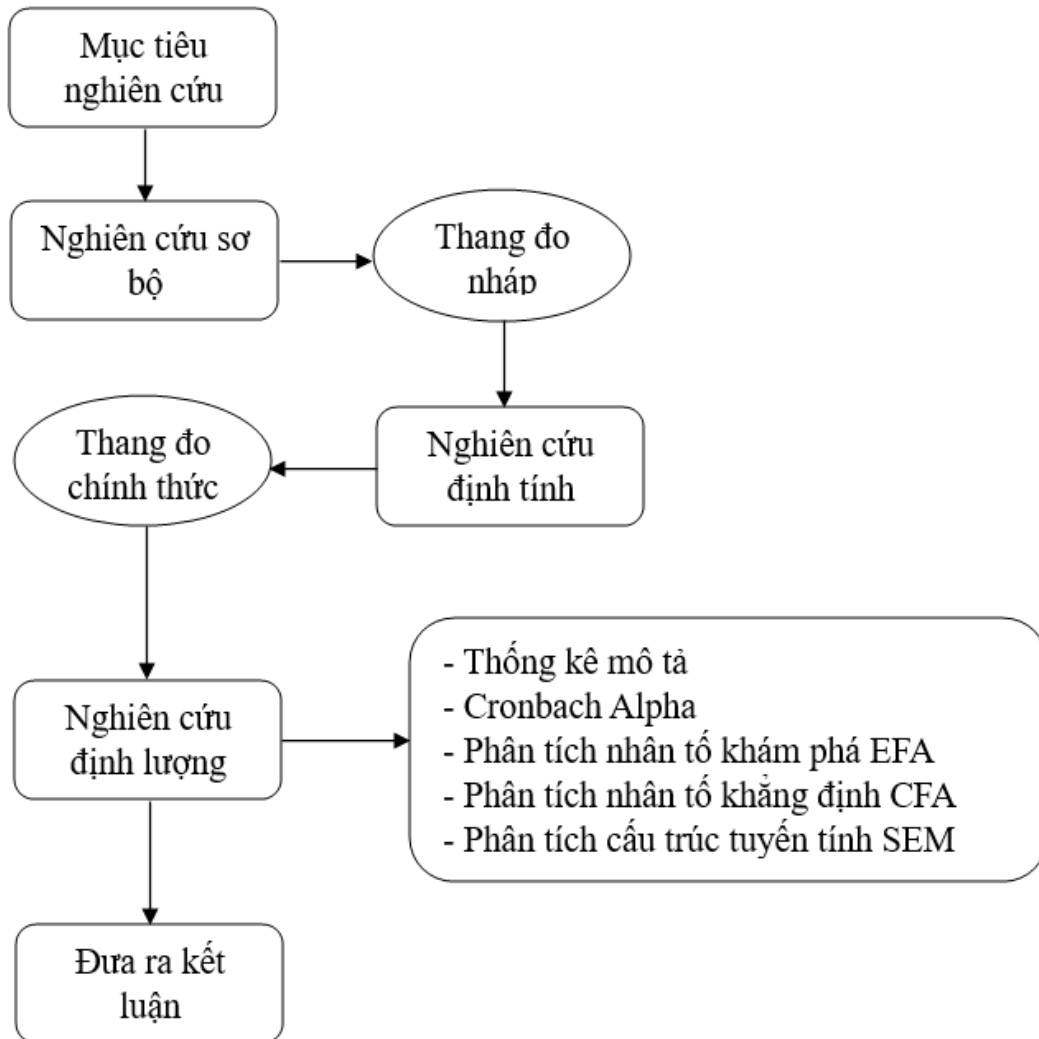 Mục tiêu
nghiên cứu
Nghiên cứu sơ
bộ
Thang đo
nháp
Thang đo
chính thức
Nghiên cứu
định tính
Nghiên cứu
định lượng
- Thống kê mô tả
- Cronbach Alpha
- Phân tích nhân tố khám phá EFA
- Phân tích nhân tố khẳng định CFA
- Phân tích cấu trúc tuyến tính SEM
Đưa ra kết
luận